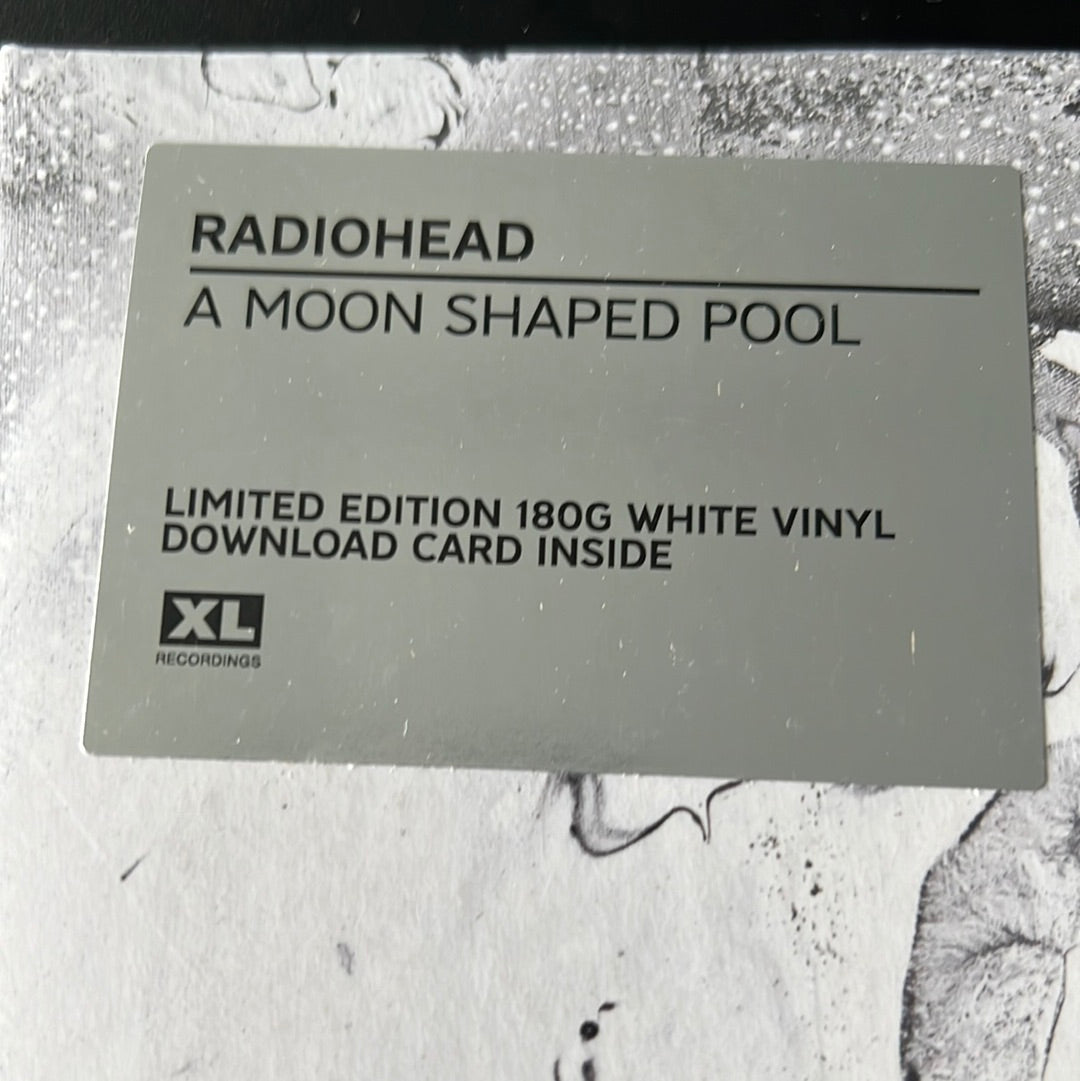 RADIOHEAD
A MOON SHAPED POOL
LIMITED EDITION 180G WHITE VINYL
DOWNLOAD CARD INSIDE
XL
RECORDINGS